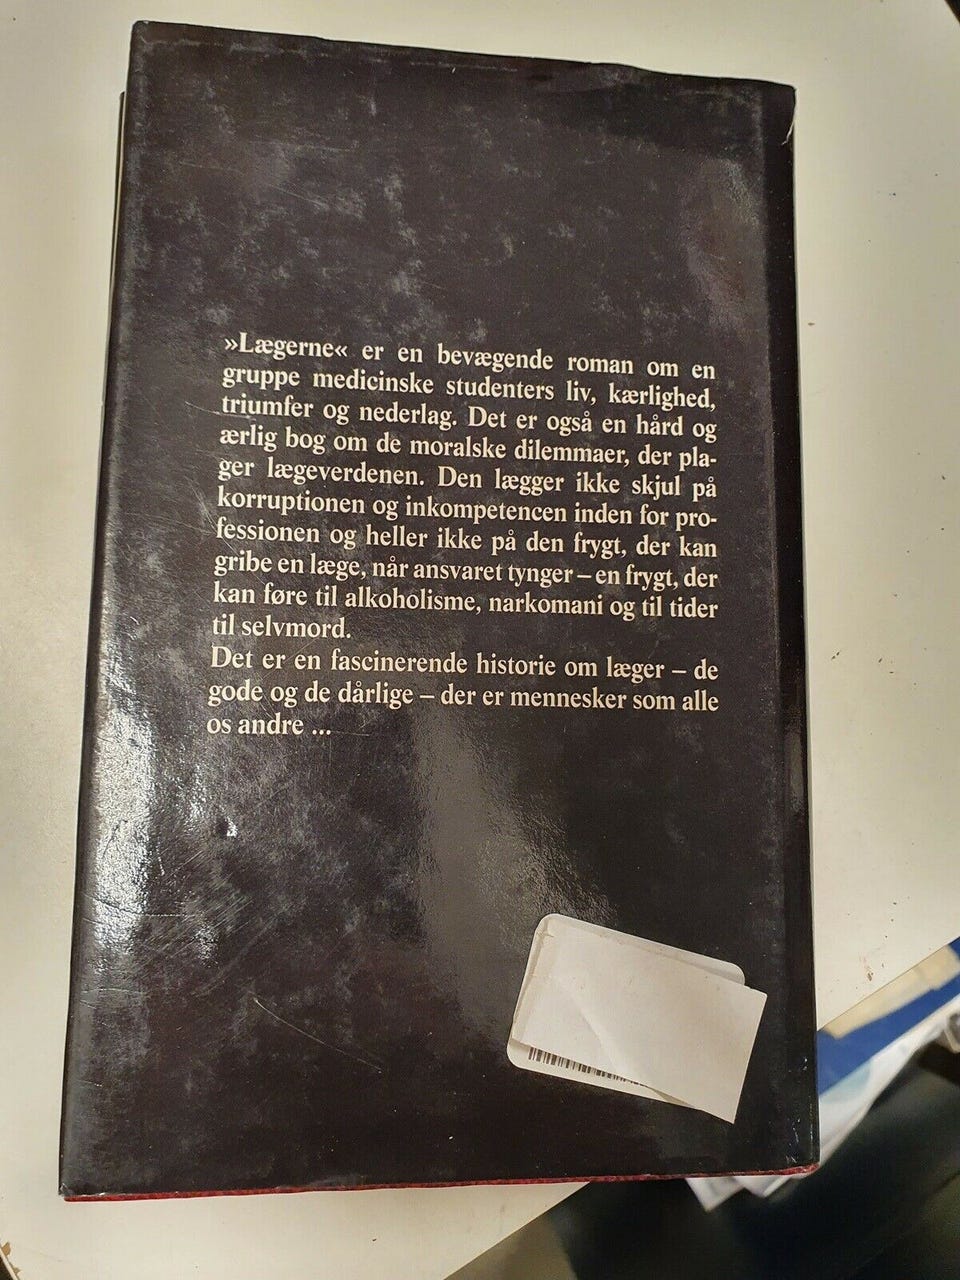 »Lægerne« er en bevægende roman om en
gruppe medicinske studenters liv, kærlighed,
triumfer og nederlag. Det er også en hård og
ærlig bog om de moralske dilemmaer, der pla-
ger lægeverdenen. Den lægger ikke skjul på
korruptionen og inkompetencen inden for pro-
fessionen og heller ikke på den frygt, der kan
gribe en læge, når ansvaret tynger – en frygt, der
kan føre til alkoholisme, narkomani og til tider
til selvmord.
Det er en fascinerende historie om læger – de
gode og de dårlige – der er mennesker som alle
os andre ...